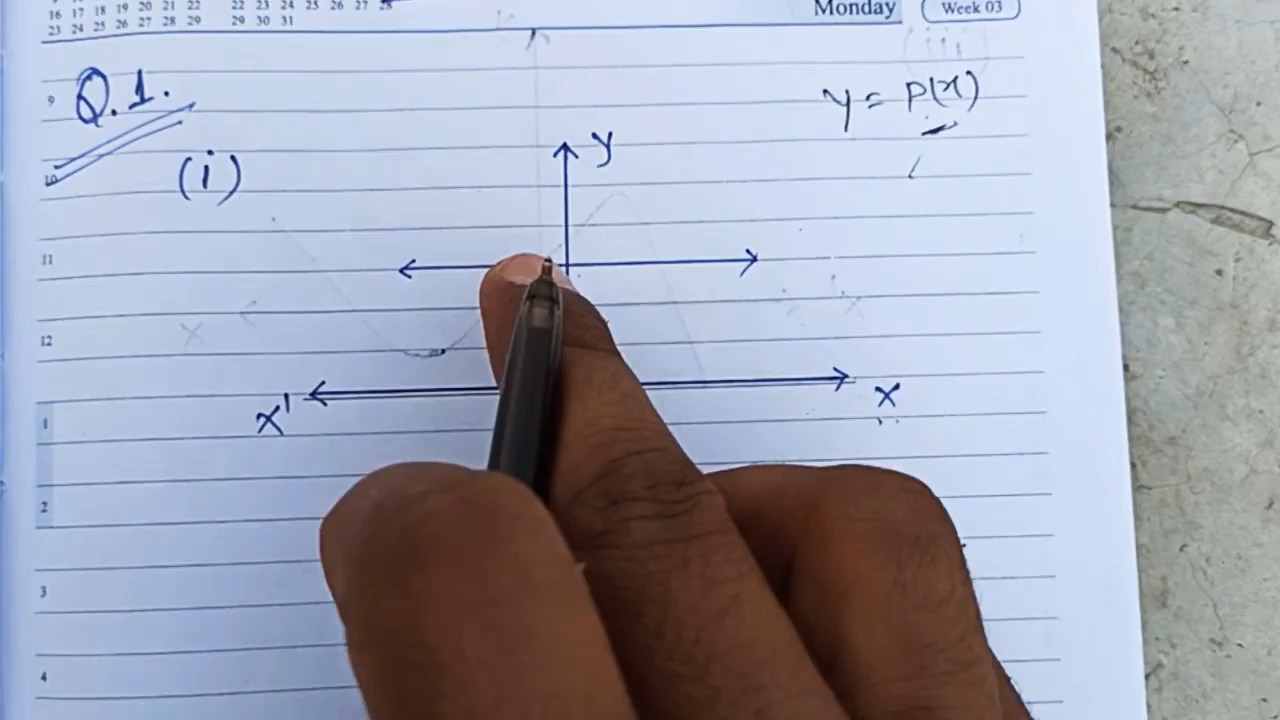 16 17 18 19 20 21 22 22 23 24 25 26 27 28
23 24 25 26 27 28 29 29 30 31
Monday
Week 03
9
Q.1.
y = P(x)
10
(i)
y
11
x
12
x' x
1
2
3
4